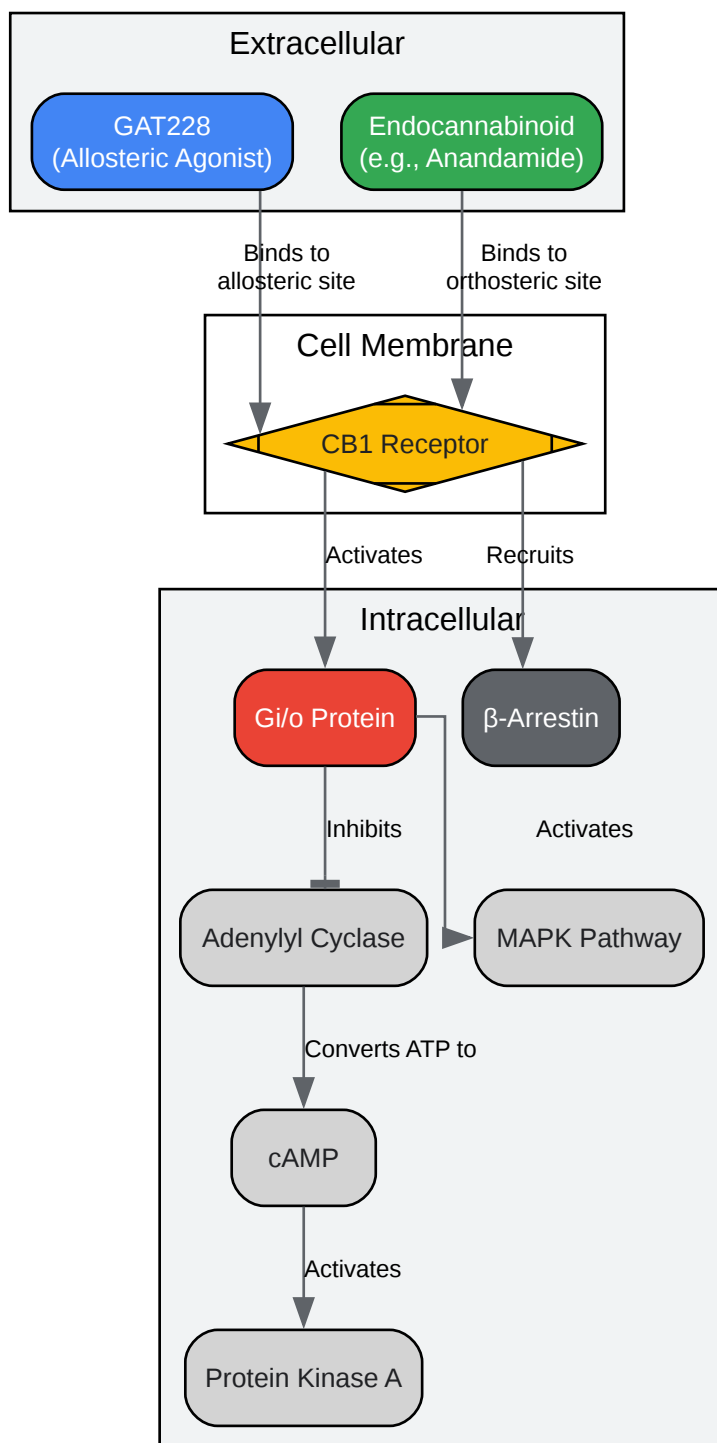 Extracellular
GAT228
(Allosteric Agonist)
Endocannabinoid
(e.g., Anandamide)
Binds to
allosteric site
Binds to
orthosteric site
Cell Membrane
CB1 Receptor
Activates
Recruits
Intracellular
Gi/o Protein
β-Arrestin
Inhibits
Activates
Adenylyl Cyclase
MAPK Pathway
Converts ATP to
cAMP
Activates
Protein Kinase A